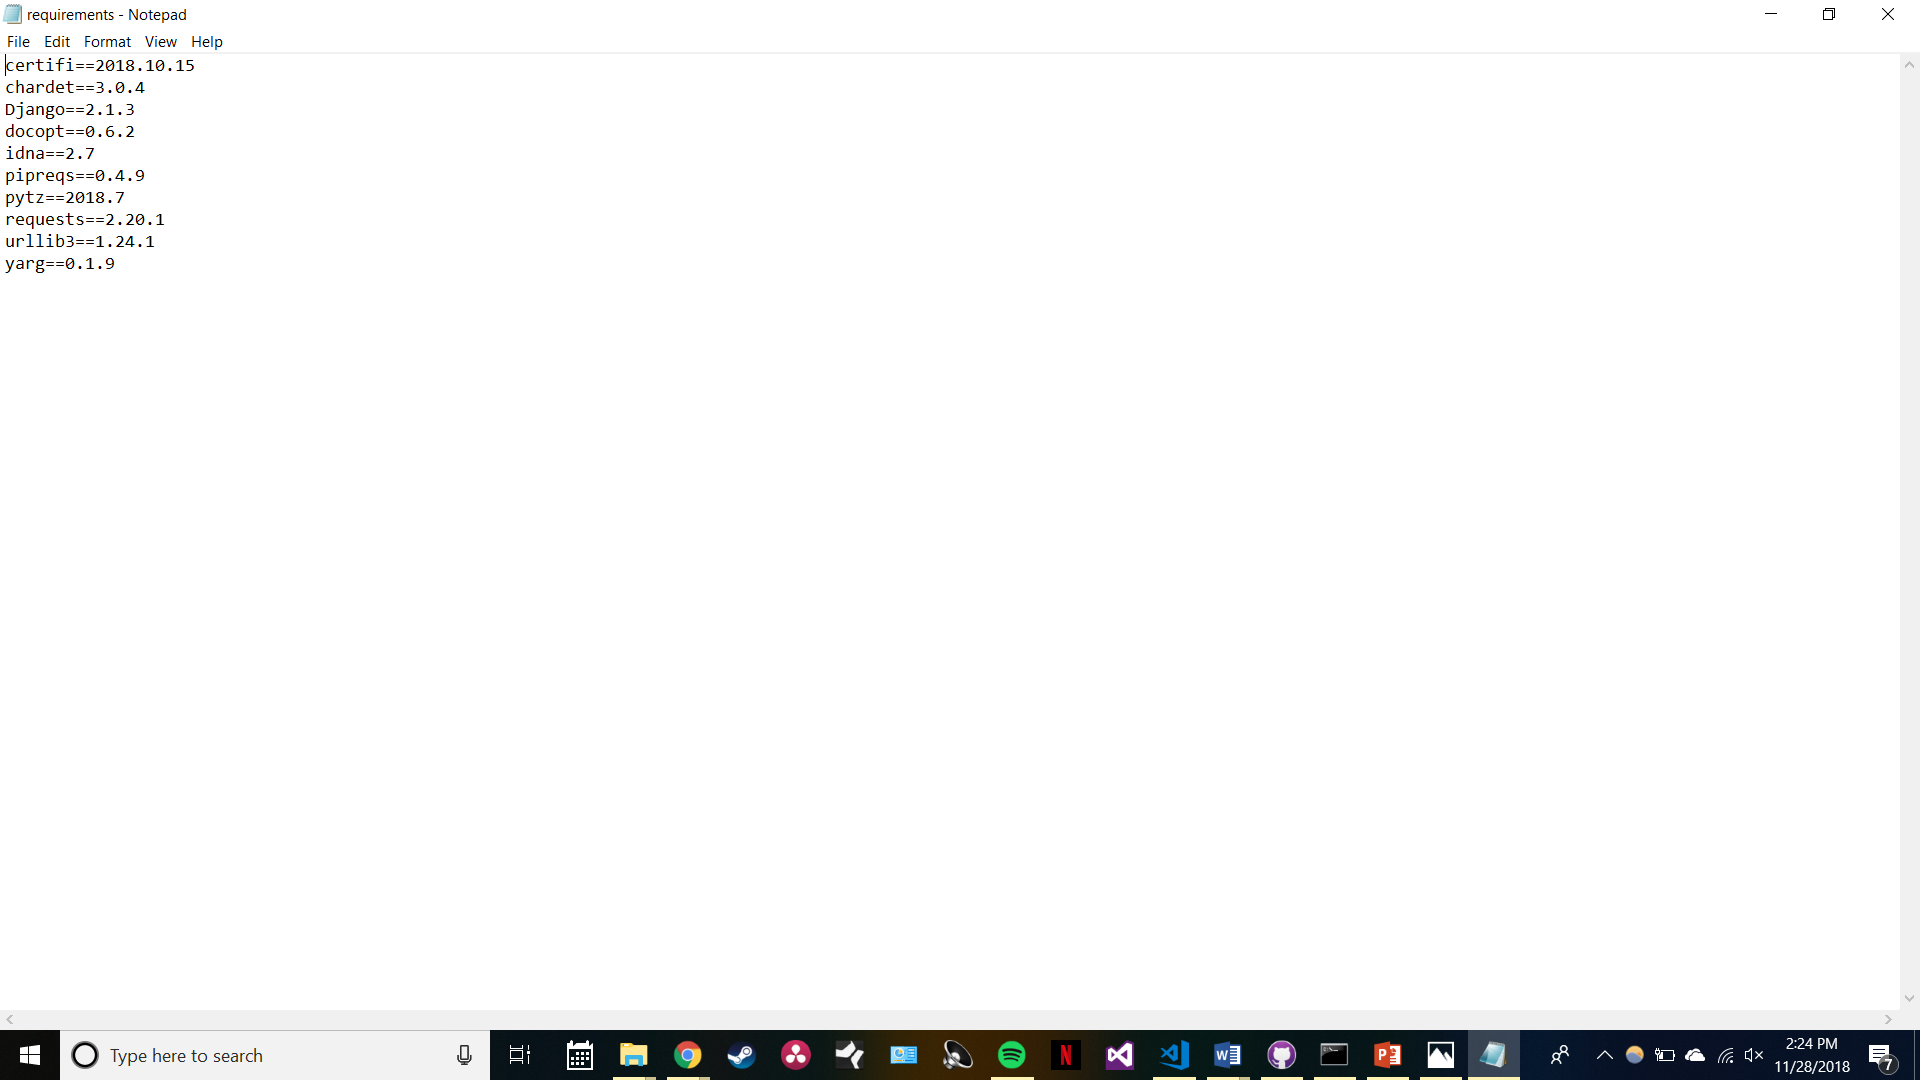 requirements - Notepad
File Edit Format View Help
certifi==2018.10.15
chardet==3.0.4
Django==2.1.3
docopt==0.6.2
idna==2.7
pipreqs==0.4.9
pytz==2018.7
requests==2.20.1
urllib3==1.24.1
yarg==0.1.9
Type here to search
2:24 PM
11/28/2018
7